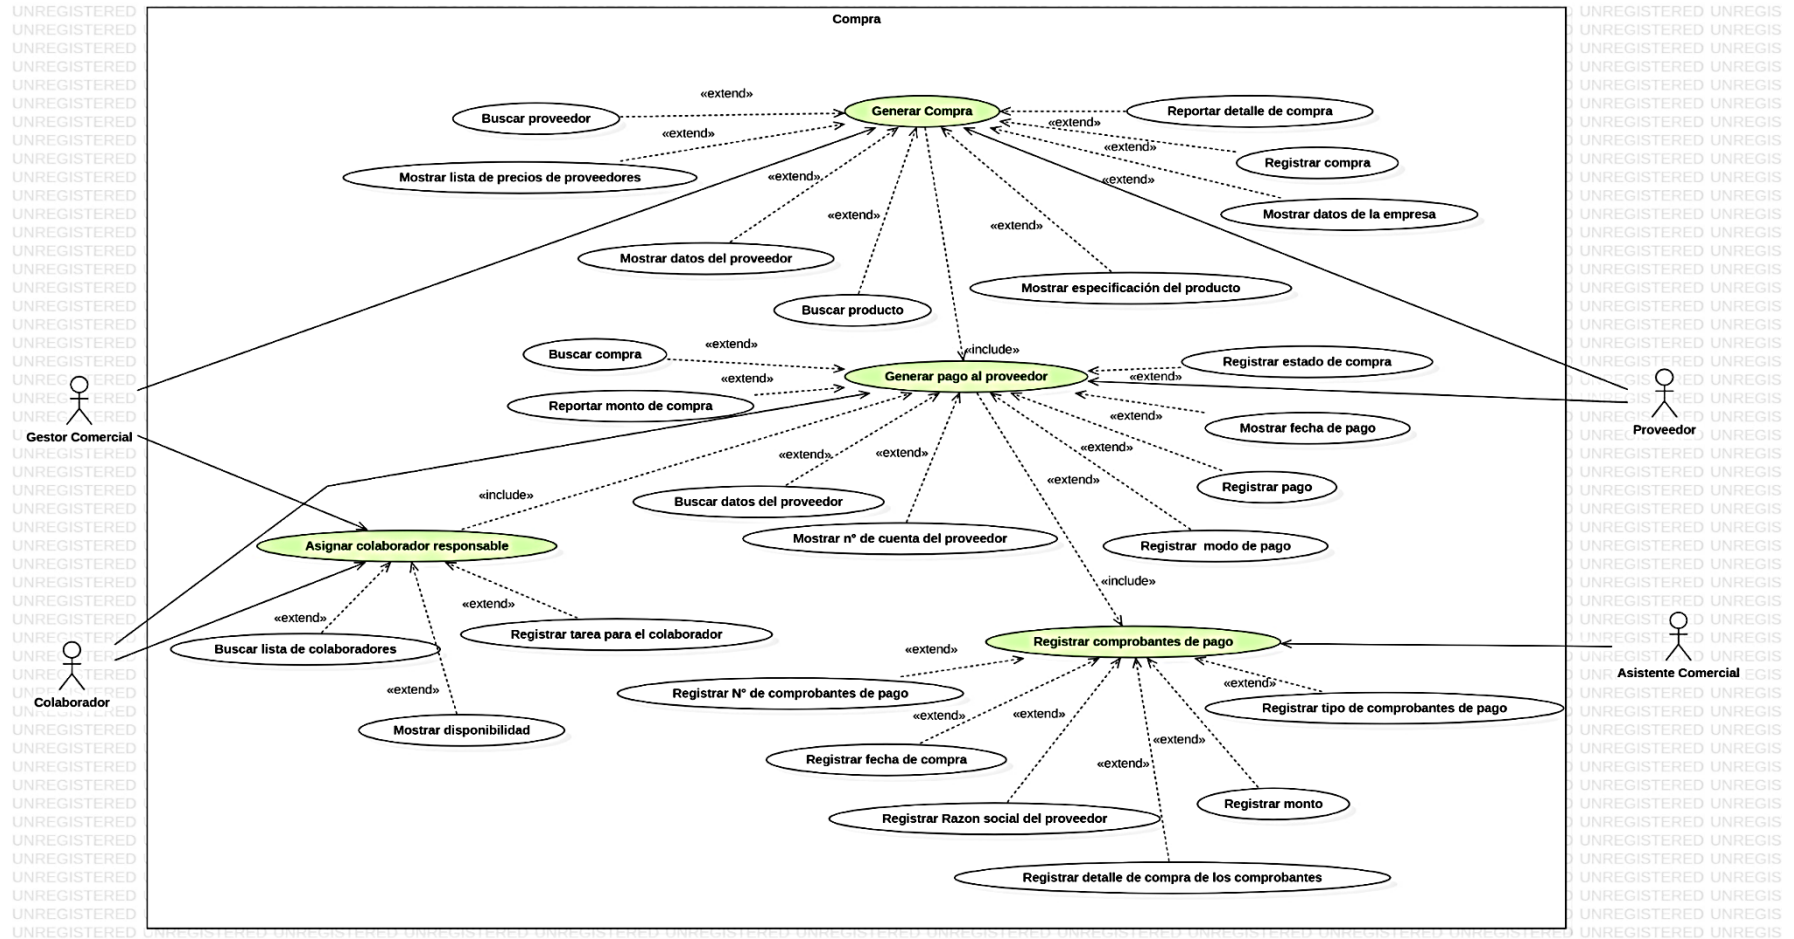 Compra
«extend»
Buscar proveedor
Generar Compra
Reportar detalle de compra
«extend»
«extend»
Mostrar lista de precios de proveedores
«extend»
Registrar compra
«extend»
«extend»
«extend»
Mostrar datos de la empresa
«extend»
Mostrar datos del proveedor
Mostrar especificación del producto
Buscar producto
Buscar compra
«extend»
«include»
Registrar estado de compra
Generar pago al proveedor
«extend»
«extend»
Reportar monto de compra
«extend»
Mostrar fecha de pago
Gestor Comercial
Proveedor
«extend»
«extend»
«extend»
«extend»
Registrar pago
«include»
Buscar datos del proveedor
Mostrar nº de cuenta del proveedor
Registrar  modo de pago
Asignar colaborador responsable
«include»
«extend»
«extend»
Registrar tarea para el colaborador
Buscar lista de colaboradores
Registrar comprobantes de pago
«extend»
Asistente Comercial
Colaborador
«extend»
Registrar Nº de comprobantes de pago
«extend»
Registrar tipo de comprobantes de pago
«extend»
«extend»
Mostrar disponibilidad
«extend»
Registrar fecha de compra
«extend»
Registrar monto
Registrar Razon social del proveedor
Registrar detalle de compra de los comprobantes
UNREGISTERED